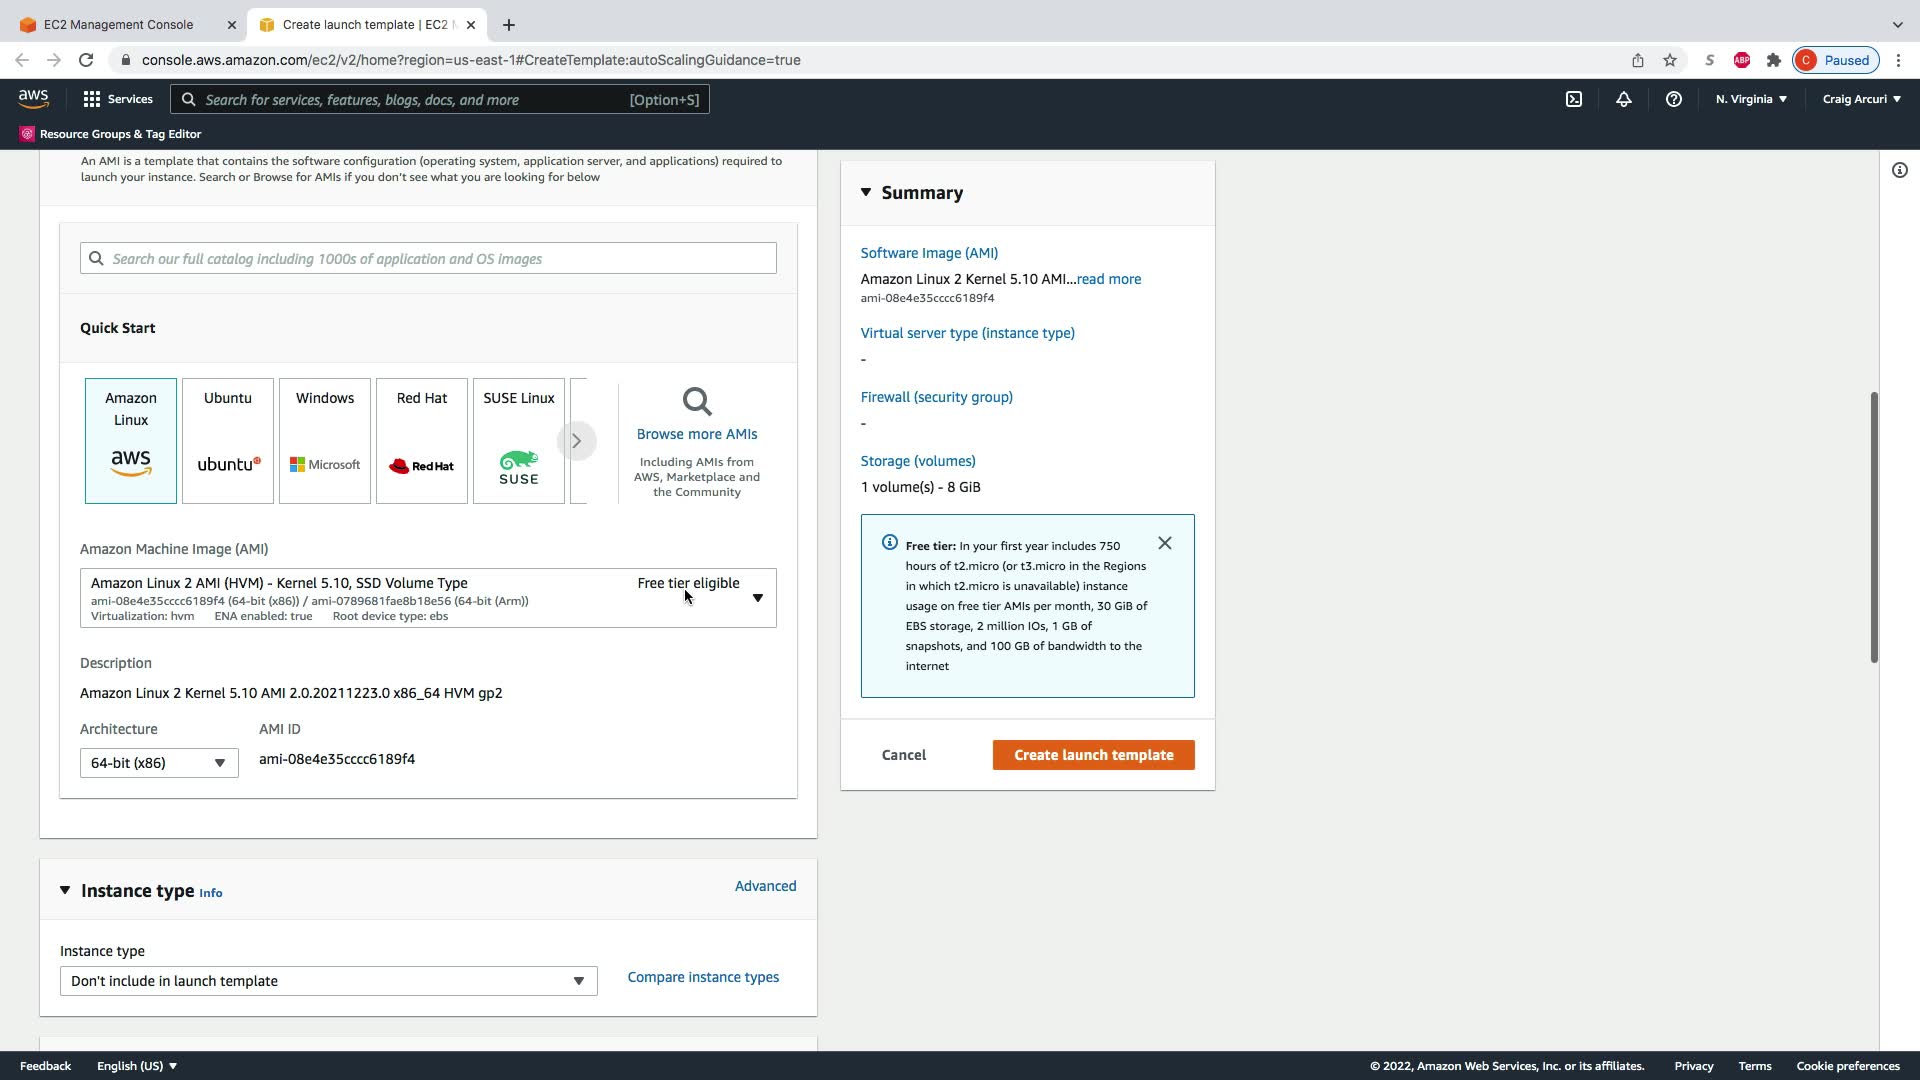 EC2 Management Console
Create launch template | EC2 M
console.aws.amazon.com/ec2/v2/home?region=us-east-1#CreateTemplate:autoScalingGuidance=true
S
ABP
C
Paused
aws
Services
Search for services, features, blogs, docs, and more
[Option+S]
N. Virginia
Craig Arcuri
Resource Groups & Tag Editor
An AMI is a template that contains the software configuration (operating system, application server, and applications) required to
launch your instance. Search or Browse for AMIs if you don't see what you are looking for below
Search our full catalog including 1000s of application and OS images
Quick Start
Amazon
Linux
aws
Ubuntu
ubuntu
Windows
Microsoft
Red Hat
RedHat
SUSE Linux
SUSE
Browse more AMIs
Including AMIs from
AWS, Marketplace and
the Community
Amazon Machine Image (AMI)
Amazon Linux 2 AMI (HVM) - Kernel 5.10, SSD Volume Type
Free tier eligible
ami-08e4e35cccc6189f4 (64-bit (x86)) / ami-0789681fae8b18e56 (64-bit (Arm))
Virtualization: hvm ENA enabled: true Root device type: ebs
Description
Amazon Linux 2 Kernel 5.10 AMI 2.0.20211223.0 x86_64 HVM gp2
Architecture
AMI ID
64-bit (x86)
ami-08e4e35cccc6189f4
Instance type Info
Advanced
Instance type
Don't include in launch template
Compare instance types
Summary
Software Image (AMI)
Amazon Linux 2 Kernel 5.10 AMI...read more
ami-08e4e35cccc6189f4
Virtual server type (instance type)
-
Firewall (security group)
-
Storage (volumes)
1 volume(s) - 8 GiB
Free tier: In your first year includes 750
hours of t2.micro (or t3.micro in the Regions
in which t2.micro is unavailable) instance
usage on free tier AMIs per month, 30 GiB of
EBS storage, 2 million IOs, 1 GB of
snapshots, and 100 GB of bandwidth to the
internet
Cancel
Create launch template
Feedback
English (US)
© 2022, Amazon Web Services, Inc. or its affiliates.
Privacy
Terms
Cookie preferences